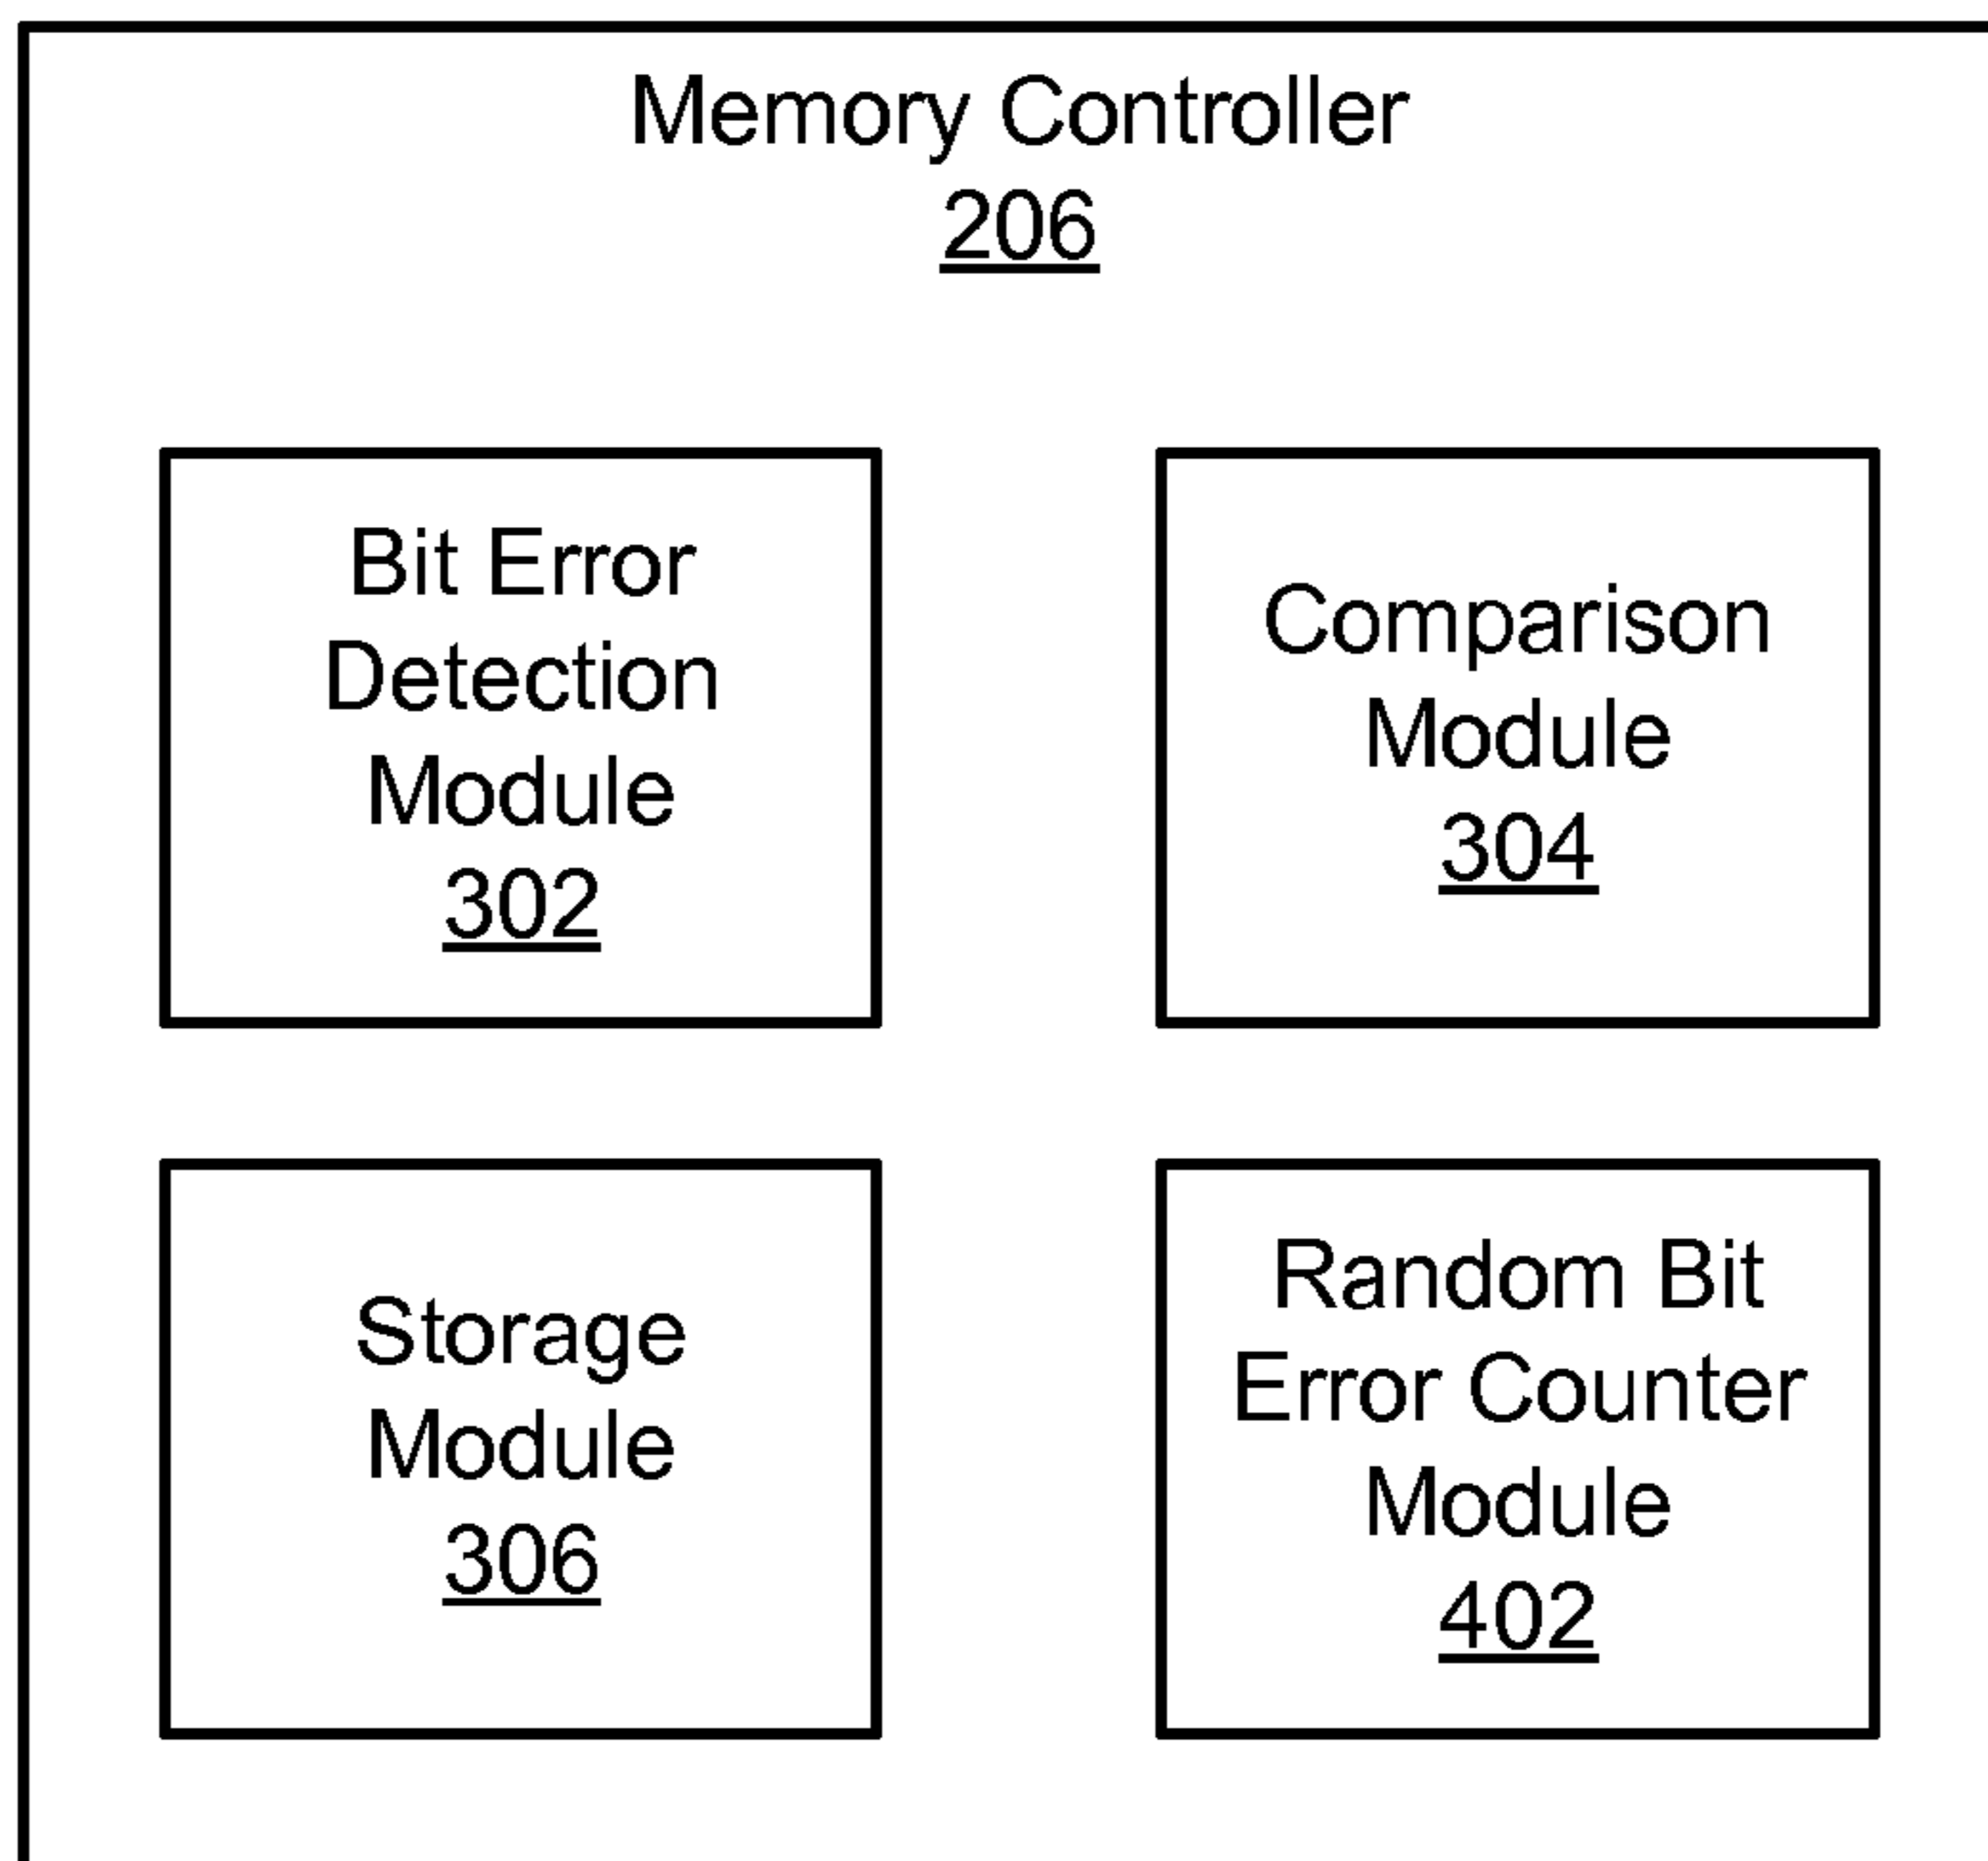 Memory Controller
206
Bit Error
Detection
Module
302
Comparison
Module
304
Storage
Module
306
Random Bit
Error Counter
Module
402